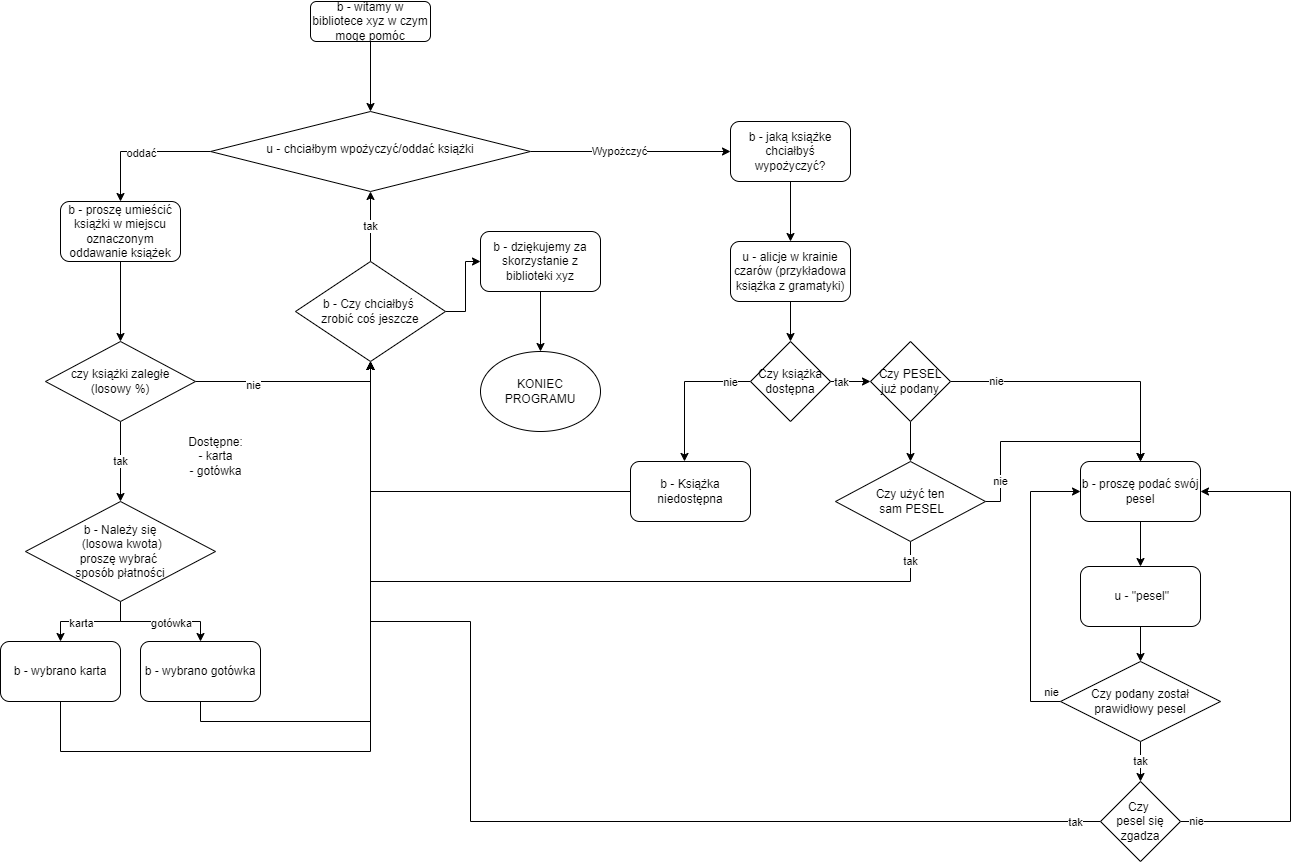 b - witamy w
bibliotece xyz w czym
mogę pomóc
u - chciałbym wpożyczyć/oddać książki
oddać
Wypożczyć
b - jaką książke
chciałbyś
wypożyczyć?
b - proszę umieścić
książki w miejscu
oznaczonym
oddawanie książek
tak
b - dziękujemy za
skorzystanie z
biblioteki xyz
u - alicje w krainie
czarów (przykładowa
książka z gramatyki)
b - Czy chciałbyś
zrobić coś jeszcze
czy książki zaległe
(losowy %)
nie
KONIEC
PROGRAMU
nie
Czy książka
dostępna
tak
Czy PESEL
już podany
nie
Dostępne:
- karta
- gotówka
tak
b - Książka
niedostępna
Czy użyć ten
sam PESEL
nie
b - proszę podać swój
pesel
b - Należy się
(losowa kwota)
proszę wybrać
sposób płatności
tak
u - "pesel"
karta
gotówka
b - wybrano karta
b - wybrano gotówka
nie
Czy podany został
prawidłowy pesel
tak
tak
Czy
pesel się
zgadza
nie